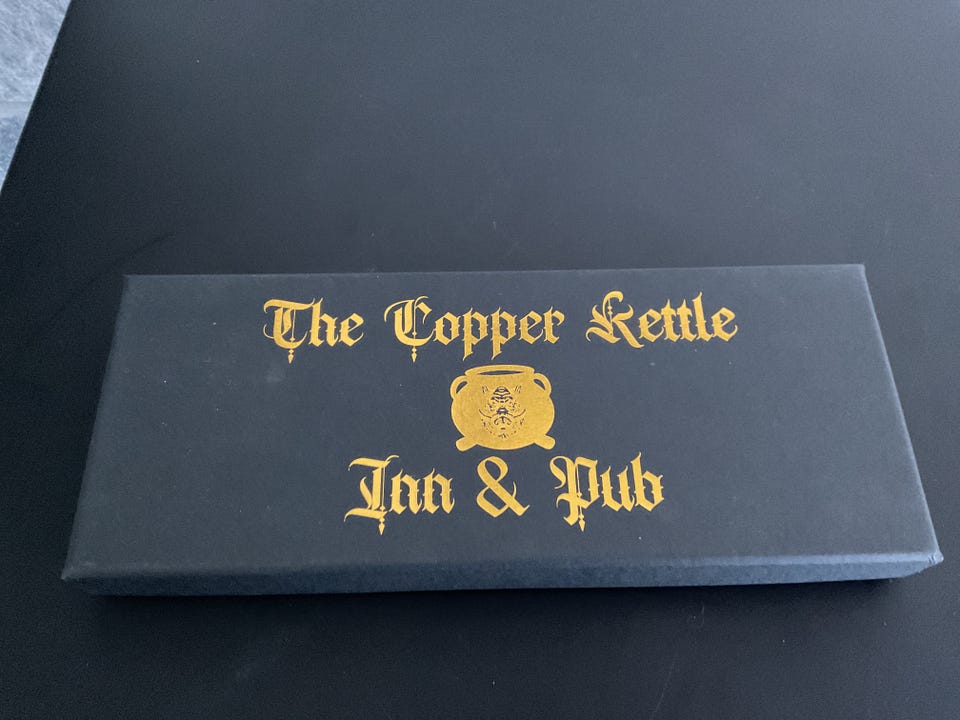 The Copper Kettle
Inn & Pub